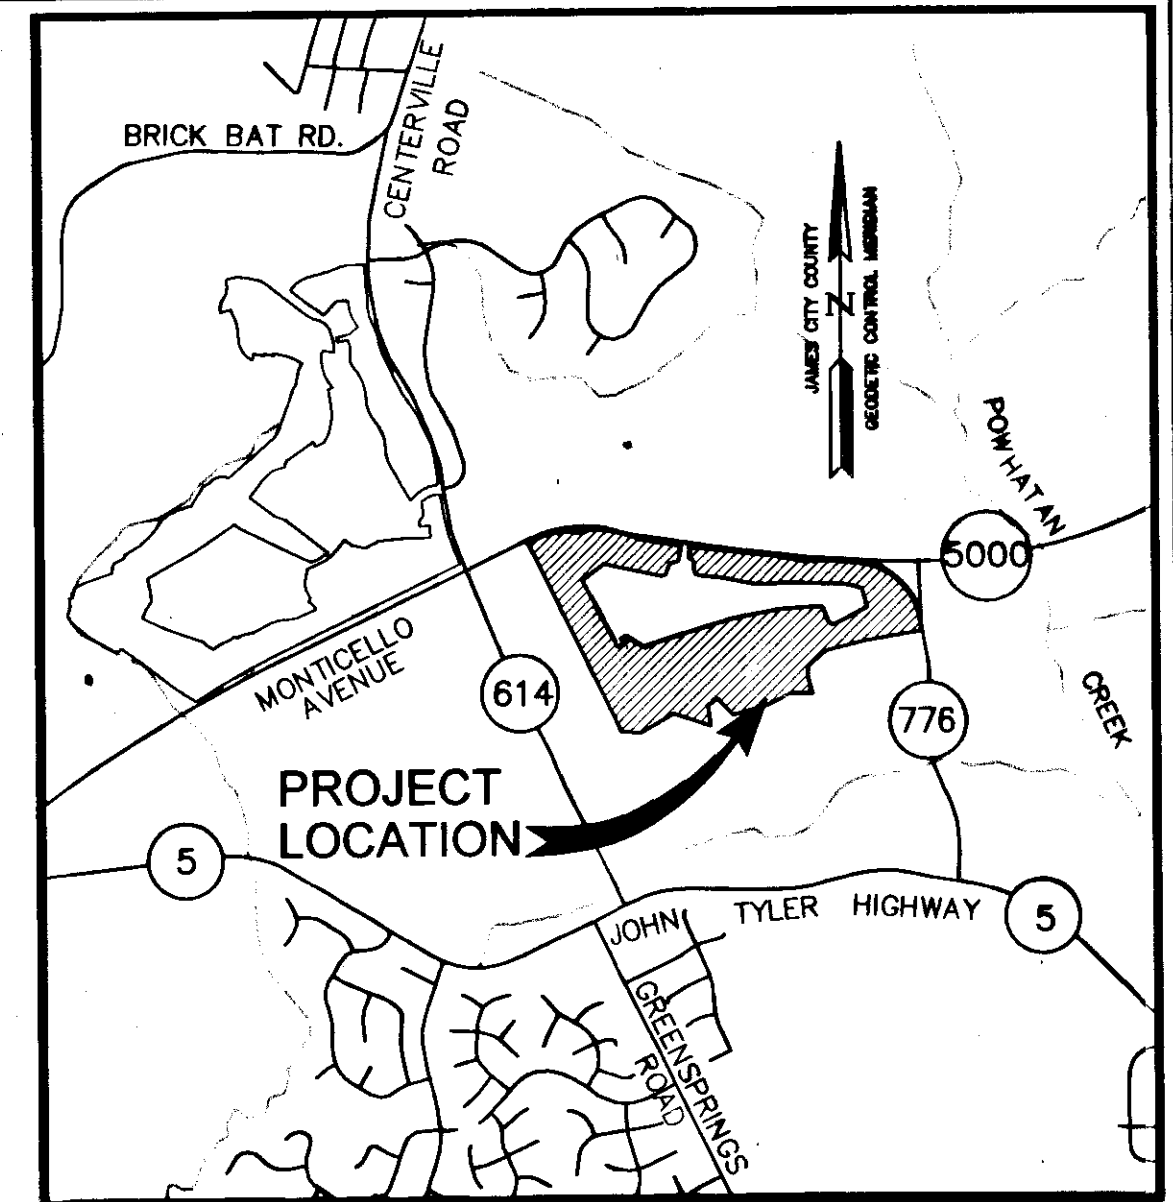 CENTERVILLE
ROAD
BRICK BAT RD.
JAMES CITY COUNTY
N
GEODETIC CONTROL MERIDIAN
POWHATAN
5000
MONTICELLO
AVENUE
614
CREEK
776
PROJECT
LOCATION
5
JOHN TYLER HIGHWAY
5
GREENSPRINGS
ROAD